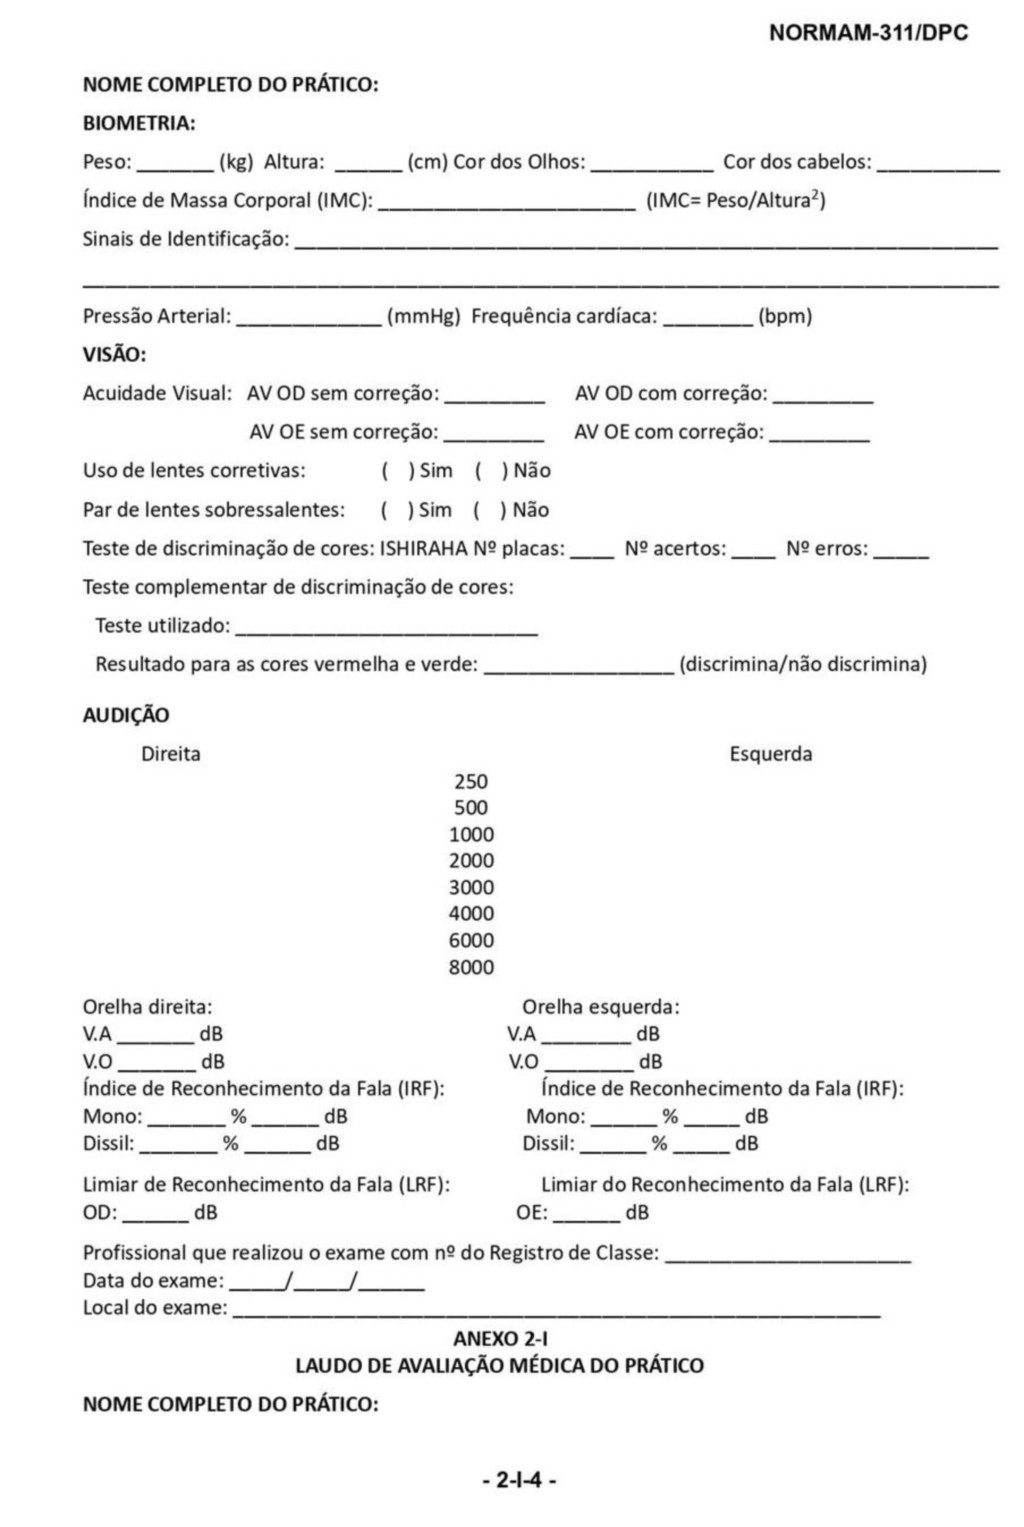 NORMAM-311/DPC
NOME COMPLETO DO PRÁTICO:
BIOMETRIA:
Peso: _______ (kg) Altura: ______ (cm) Cor dos Olhos: ___________ Cor dos cabelos: ___________
Índice de Massa Corporal (IMC): _______________________ (IMC= Peso/Altura²)
Sinais de Identificação: _______________________________________________________________
__________________________________________________________________________________
Pressão Arterial: _____________ (mmHg) Frequência cardíaca: ________ (bpm)
VISÃO:
Acuidade Visual: AV OD sem correção: _________ AV OD com correção: _________
AV OE sem correção: _________ AV OE com correção: _________
Uso de lentes corretivas: ( ) Sim ( ) Não
Par de lentes sobressalentes: ( ) Sim ( ) Não
Teste de discriminação de cores: ISHIRAHA Nº placas: ____ Nº acertos: ____ Nº erros: _____
Teste complementar de discriminação de cores:
Teste utilizado: ___________________________
Resultado para as cores vermelha e verde: _________________ (discrimina/não discrimina)
AUDIÇÃO
Direita Esquerda
250
500
1000
2000
3000
4000
6000
8000
Orelha direita: Orelha esquerda:
V.A _______ dB V.A ________ dB
V.O _______ dB V.O ________ dB
Índice de Reconhecimento da Fala (IRF): Índice de Reconhecimento da Fala (IRF):
Mono: _______ % ______ dB Mono: ______ % _____ dB
Dissil: _______ % ______ dB Dissil: ______ % _____ dB
Limiar de Reconhecimento da Fala (LRF): Limiar do Reconhecimento da Fala (LRF):
OD: ______ dB OE: ______ dB
Profissional que realizou o exame com nº do Registro de Classe: ______________________
Data do exame: _____/_____/______
Local do exame: __________________________________________________________
ANEXO 2-I
LAUDO DE AVALIAÇÃO MÉDICA DO PRÁTICO
NOME COMPLETO DO PRÁTICO:
- 2-I-4 -